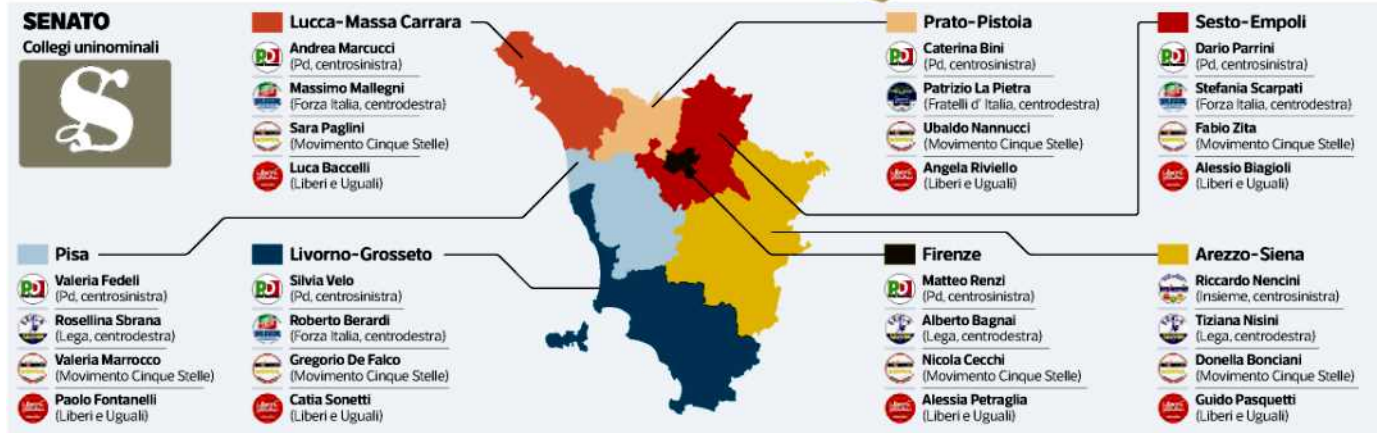 SENATO
Collegi uninominali
S
Lucca-Massa Carrara
Andrea Marcucci
(Pd, centrosinistra)
Massimo Mallegni
(Forza Italia, centrodestra)
Sara Paglini
(Movimento Cinque Stelle)
Luca Baccelli
(Liberi e Uguali)
Prato-Pistoia
Caterina Bini
(Pd, centrosinistra)
Patrizio La Pietra
(Fratelli d' Italia, centrodestra)
Ubaldo Nannucci
(Movimento Cinque Stelle)
Angela Riviello
(Liberi e Uguali)
Sesto-Empoli
Dario Parrini
(Pd, centrosinistra)
Stefania Scarpati
(Forza Italia, centrodestra)
Fabio Zita
(Movimento Cinque Stelle)
Alessio Biagioli
(Liberi e Uguali)
Pisa
Valeria Fedeli
(Pd, centrosinistra)
Rosellina Sbrana
(Lega, centrodestra)
Valeria Marrocco
(Movimento Cinque Stelle)
Paolo Fontanelli
(Liberi e Uguali)
Livorno-Grosseto
Silvia Velo
(Pd, centrosinistra)
Roberto Berardi
(Forza Italia, centrodestra)
Gregorio De Falco
(Movimento Cinque Stelle)
Catia Sonetti
(Liberi e Uguali)
Firenze
Matteo Renzi
(Pd, centrosinistra)
Alberto Bagnai
(Lega, centrodestra)
Nicola Cecchi
(Movimento Cinque Stelle)
Alessia Petraglia
(Liberi e Uguali)
Arezzo-Siena
Riccardo Nencini
(Insieme, centrosinistra)
Tiziana Nisini
(Lega, centrodestra)
Donella Bonciani
(Movimento Cinque Stelle)
Guido Pasquetti
(Liberi e Uguali)